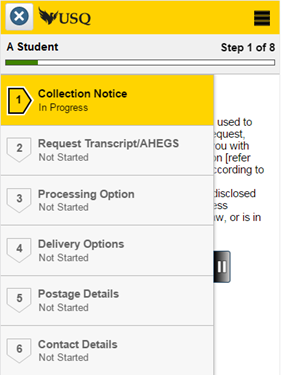 USQ
A Student
Step 1 of 8
1
Collection Notice
In Progress
2
Request Transcript/AHEGS
Not Started
3
Processing Option
Not Started
4
Delivery Options
Not Started
5
Postage Details
Not Started
6
Contact Details
Not Started
used to
quest,
you with
on [refer
ccording to
disclosed
ess
w, or is in